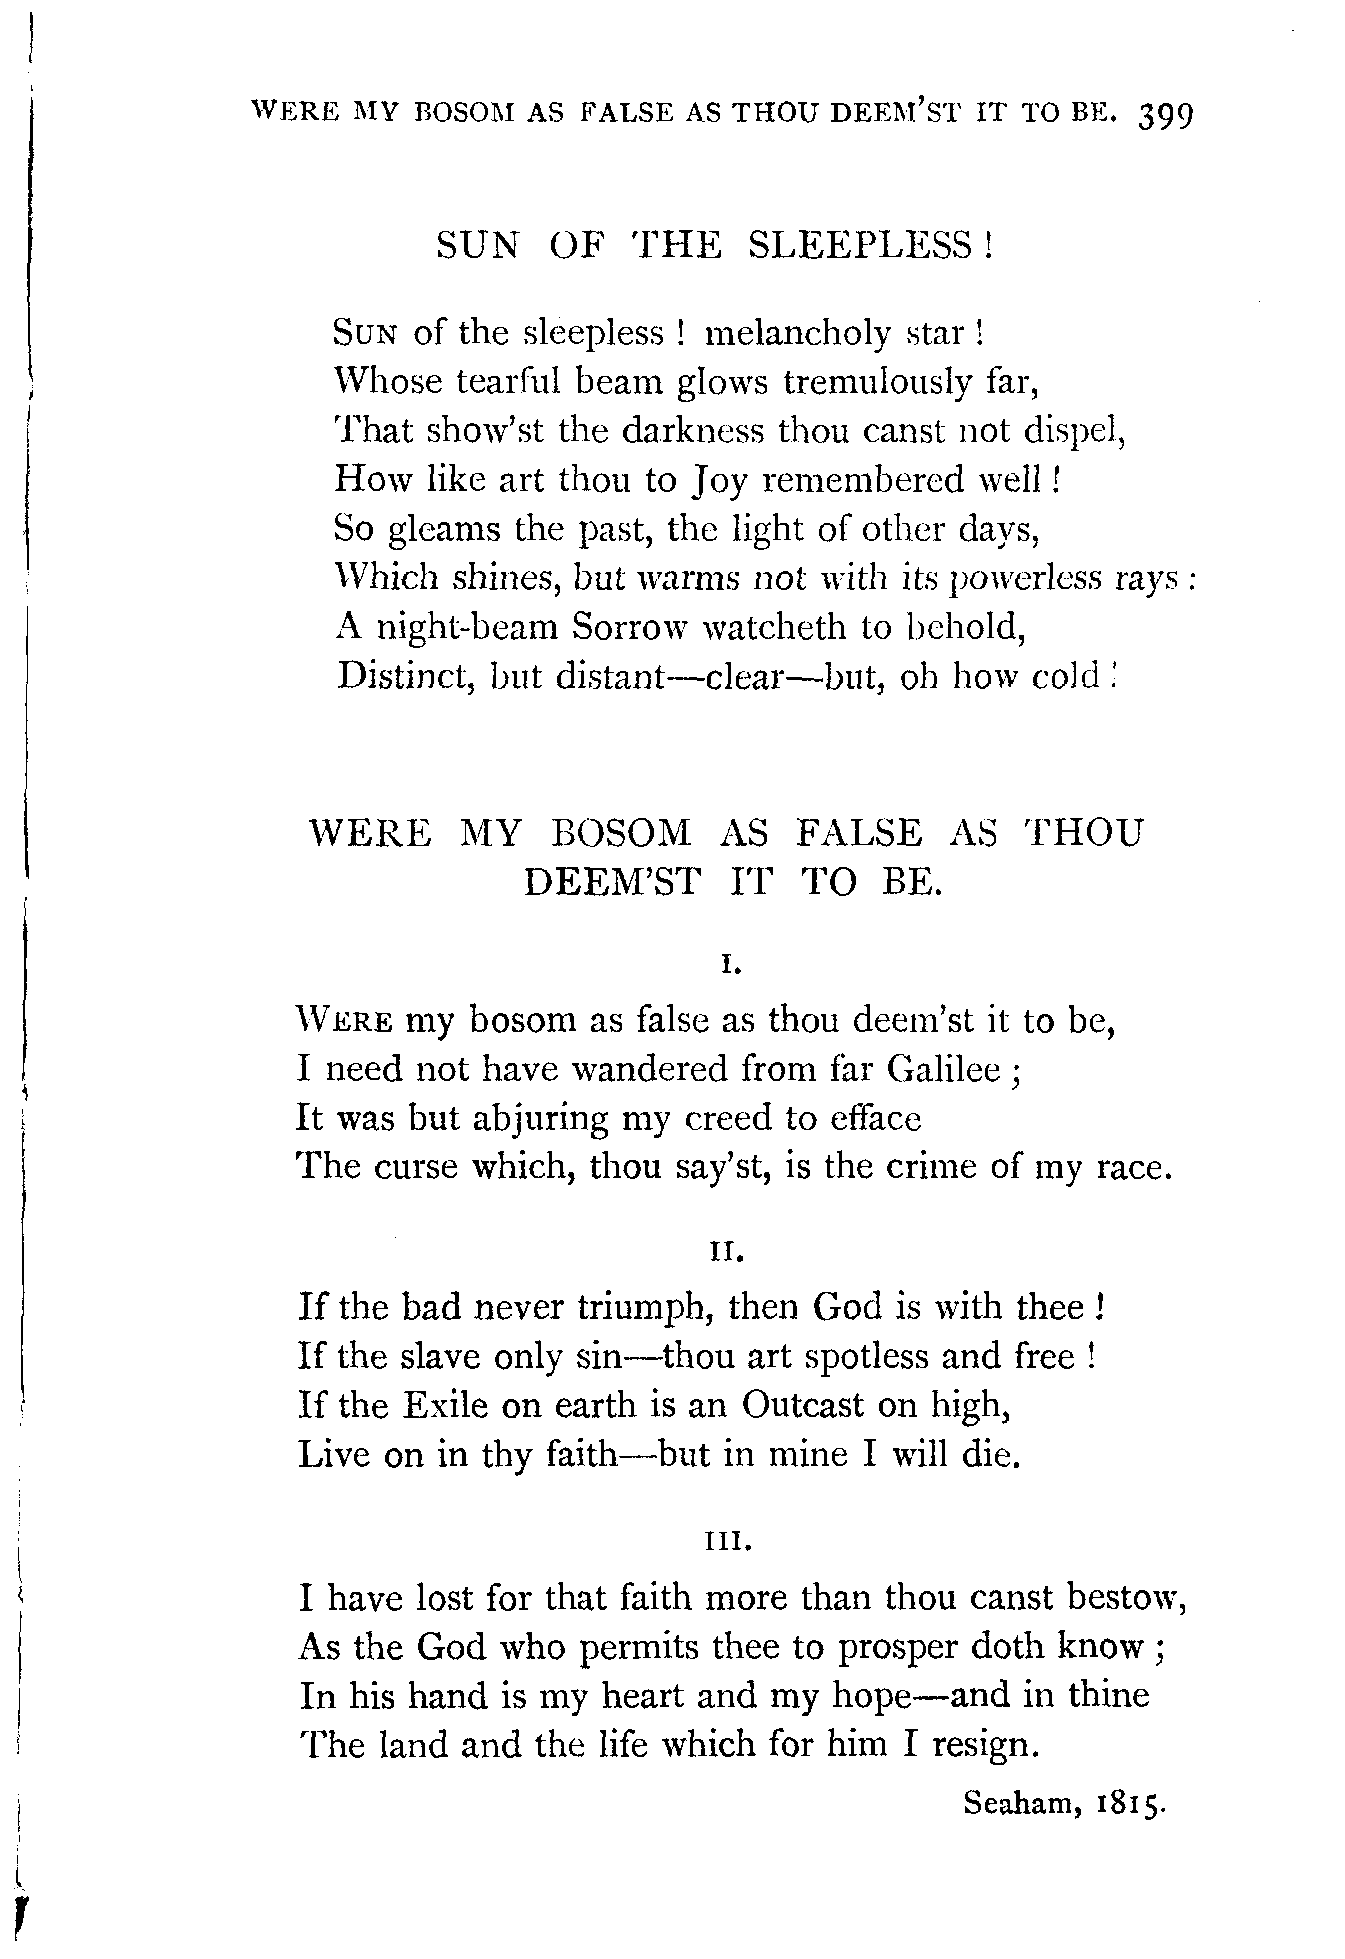 WERE MY BOSOM AS FALSE AS THOU DEEM'ST IT TO BE. 399
SUN OF THE SLEEPLESS !
SUN of the sleepless ! melancholy star !
Whose tearful beam glows tremulously far,
That show'st the darkness thou canst not dispel,
How like art thou to Joy remembered well !
So gleams the past, the light of other days,
Which shines, but warms not with its powerless rays :
A night-beam Sorrow watcheth to behold,
Distinct, but distant—clear—but, oh how cold !
WERE MY BOSOM AS FALSE AS THOU
DEEM'ST IT TO BE.
I.
WERE my bosom as false as thou deem'st it to be,
I need not have wandered from far Galilee ;
It was but abjuring my creed to efface
The curse which, thou say'st, is the crime of my race.
II.
If the bad never triumph, then God is with thee !
If the slave only sin—thou art spotless and free !
If the Exile on earth is an Outcast on high,
Live on in thy faith—but in mine I will die.
III.
I have lost for that faith more than thou canst bestow,
As the God who permits thee to prosper doth know ;
In his hand is my heart and my hope—and in thine
The land and the life which for him I resign.
Seaham, 1815.